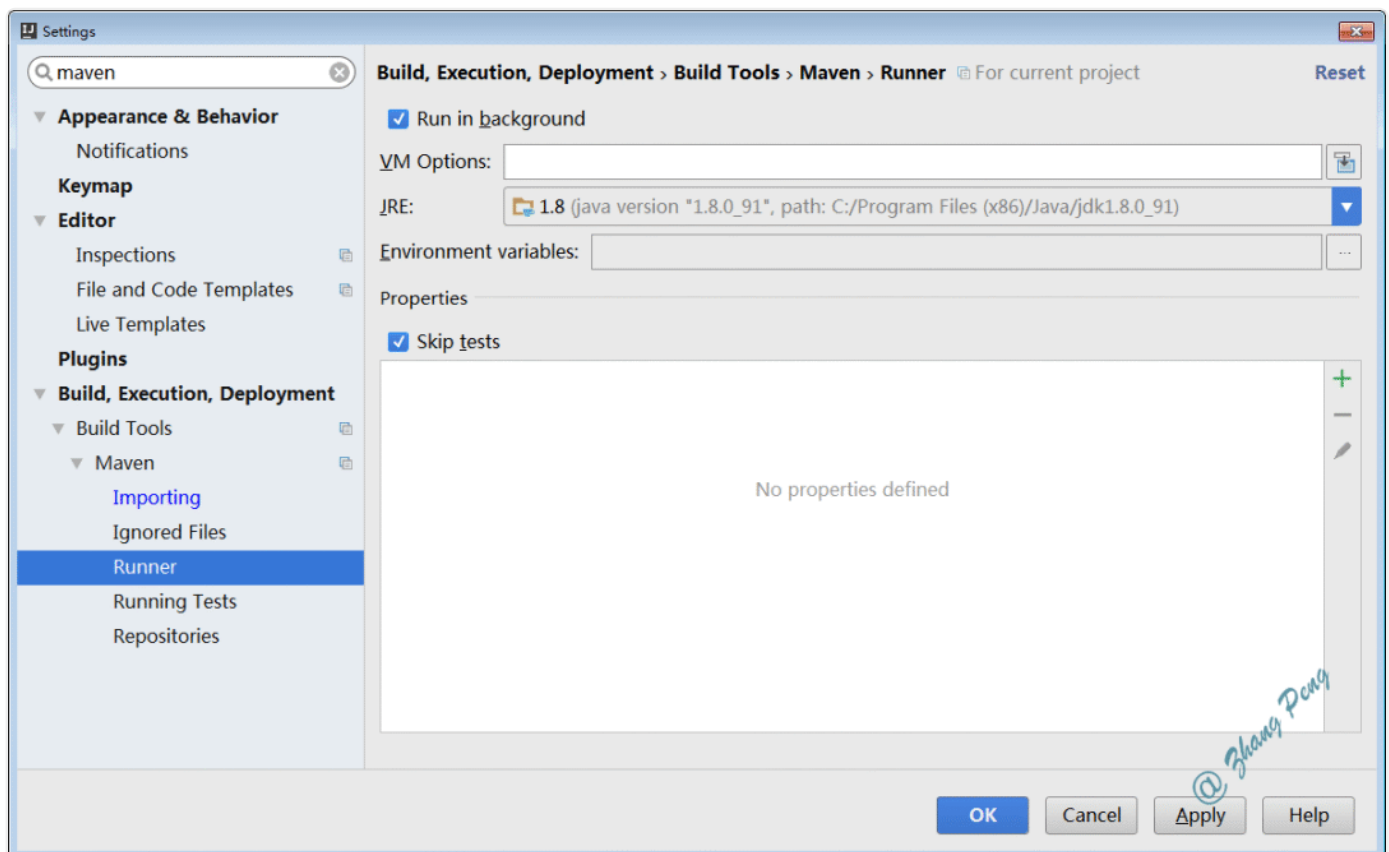 Settings
maven
Appearance & Behavior
Notifications
Keymap
Editor
Inspections
File and Code Templates
Live Templates
Plugins
Build, Execution, Deployment
Build Tools
Maven
Importing
Ignored Files
Runner
Running Tests
Repositories
Build, Execution, Deployment › Build Tools › Maven › Runner For current project Reset
Run in background
VM Options:
JRE: 1.8 (java version "1.8.0_91", path: C:/Program Files (x86)/Java/jdk1.8.0_91)
Environment variables: ...
Properties
Skip tests
No properties defined
@ Zhang Peng
OK Cancel Apply Help